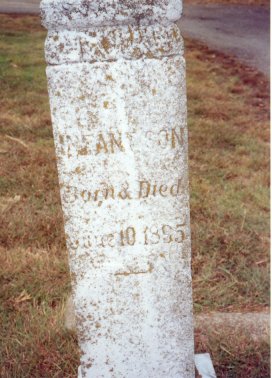 INFANT SON
Born & Died
June 10.1895